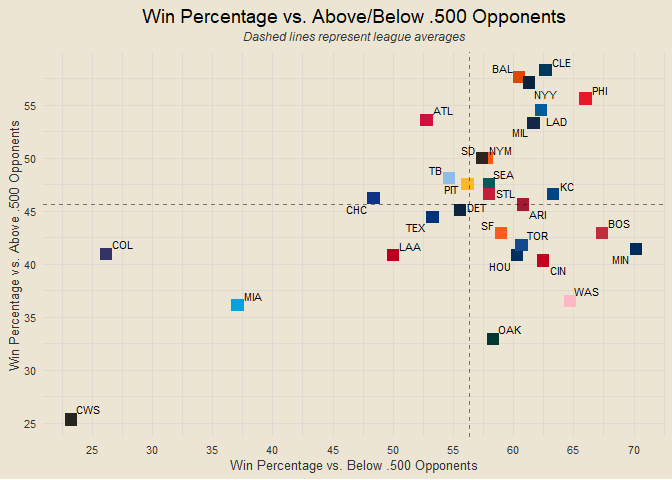 Win Percentage vs. Above/Below .500 Opponents
Dashed lines represent league averages
CLE
BAL
PHI
NYY
ATL
LAD
MIL
SD
NYM
TB
SEA
PIT
STL
KC
CHC
DET
ARI
TEX
SF
BOS
TOR
COL
LAA
HOU
CIN
MIN
MIA
WAS
OAK
CWS
55
50
45
40
35
30
25
25
30
35
40
45
50
55
60
65
70
Win Percentage vs. Above .500 Opponents
Win Percentage vs. Below .500 Opponents